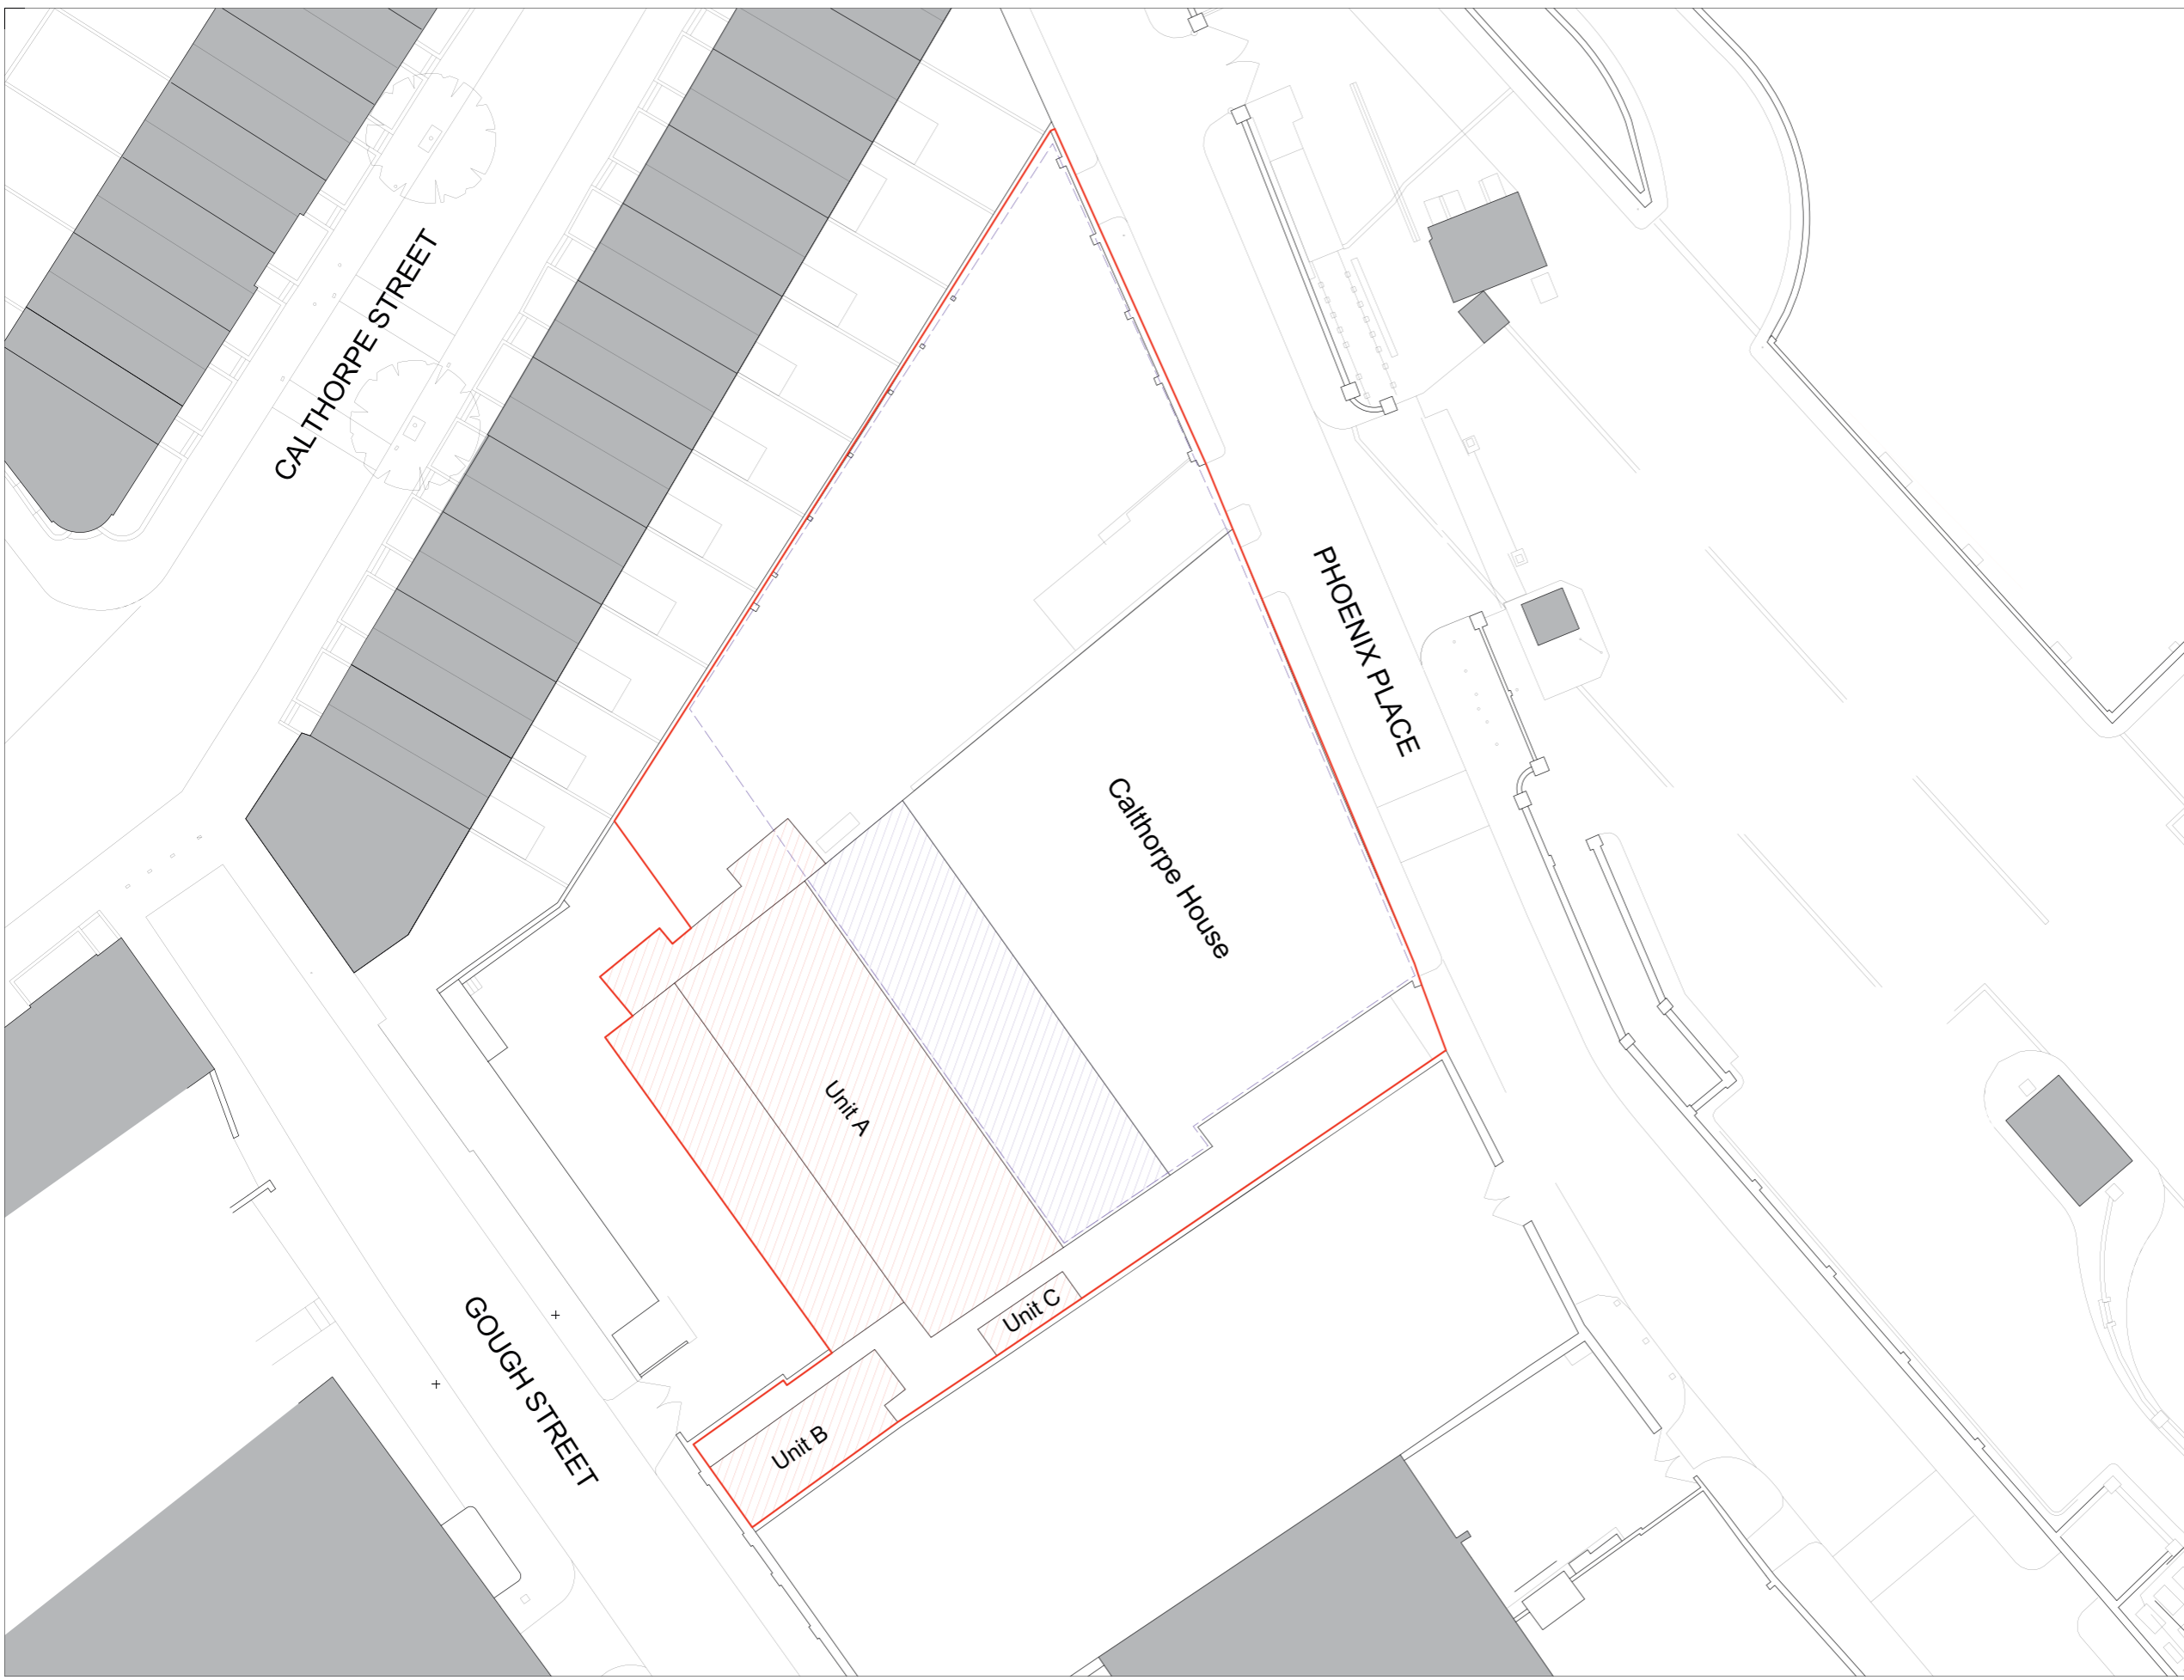 CALTHORPE STREET
PHOENIX PLACE
Calthorpe House
Unit A
Unit C
GOUGH STREET
Unit B